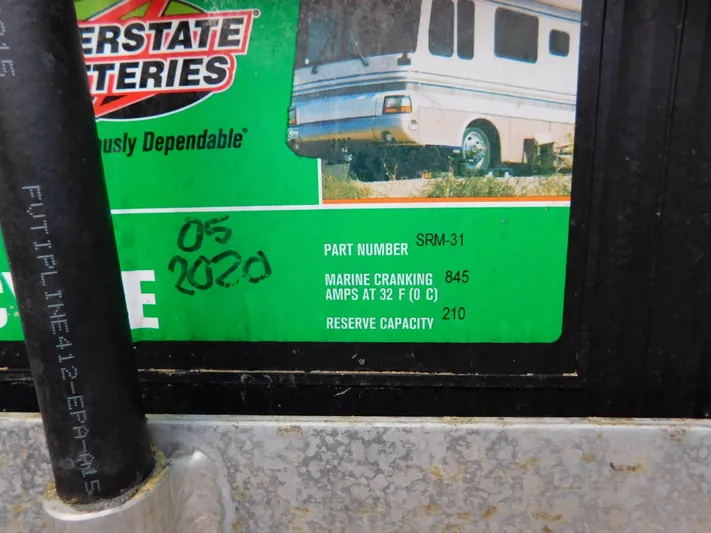 ERSTATE
TERIES
usly Dependable
05
2020
PART NUMBER SRM-31
MARINE CRANKING 845
AMPS AT 32 F (0 C)
RESERVE CAPACITY 210
E
FUTIPLINE412-EPA-A15